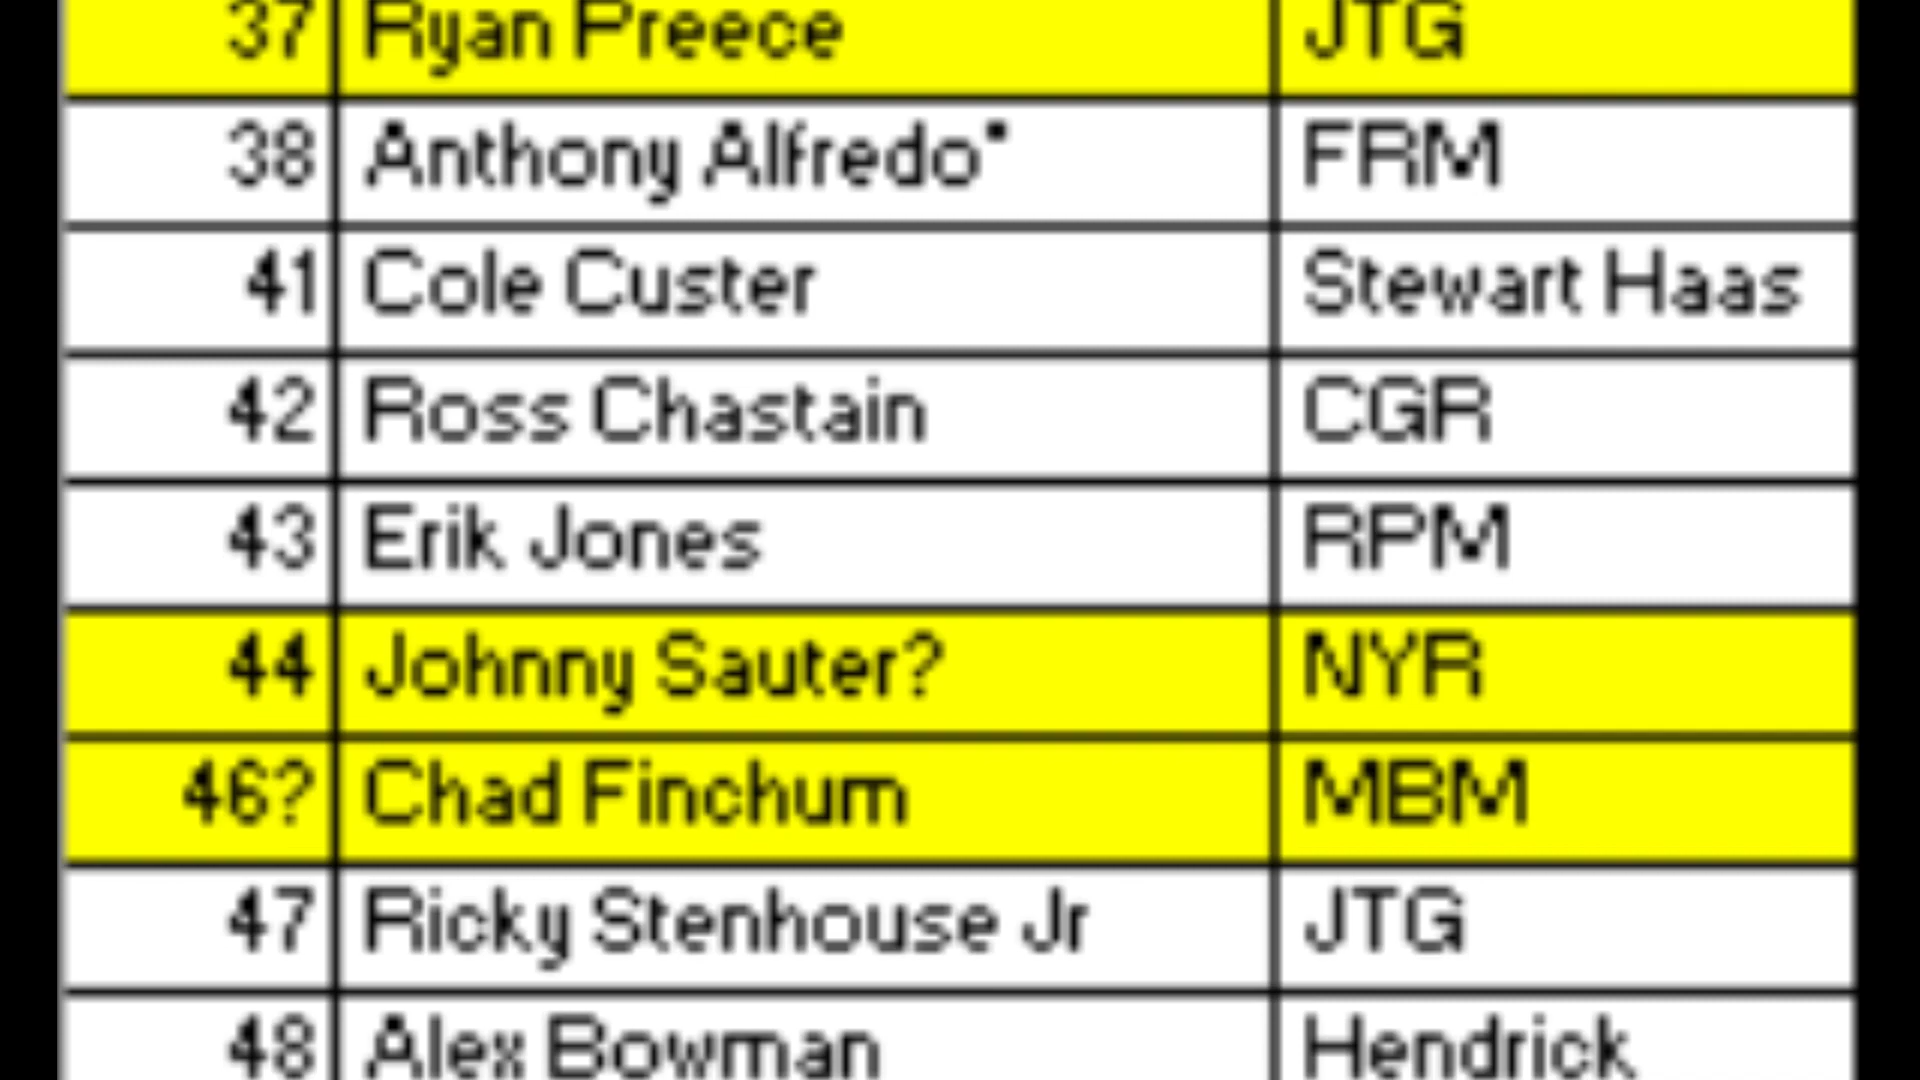 37 Ryan Preece JTG
38 Anthony Alfredo* FRM
41 Cole Custer Stewart Haas
42 Ross Chastain CGR
43 Erik Jones RPM
44 Johnny Sauter? NYR
46? Chad Finchum MBM
47 Ricky Stenhouse Jr JTG
48 Alex Bowman Hendrick